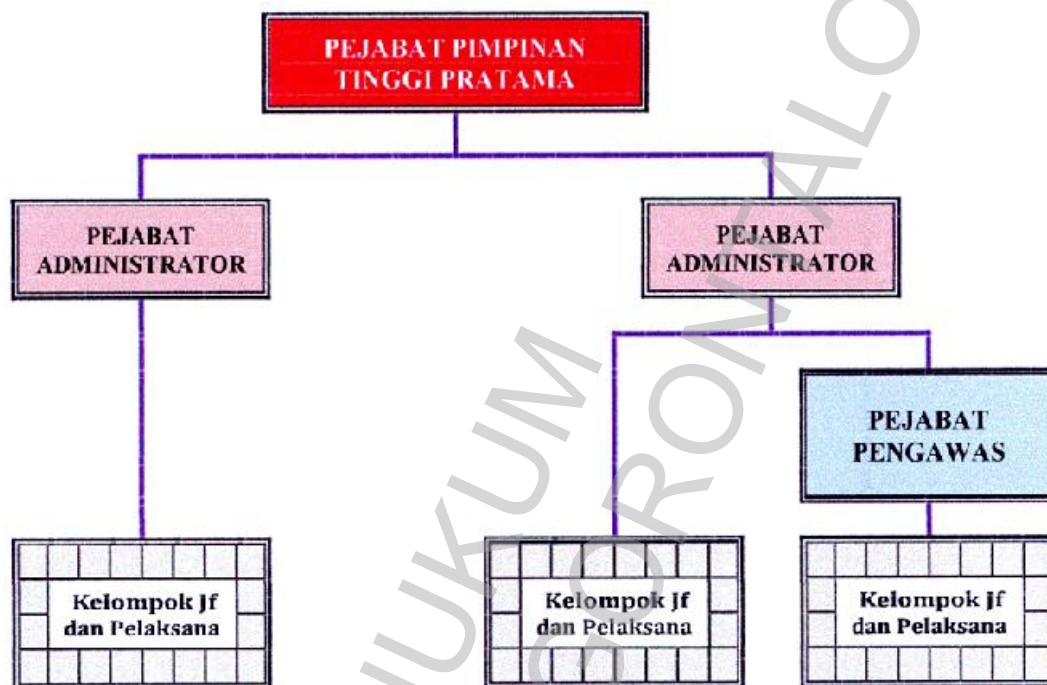 PEJABAT PIMPINAN
TINGGI PRATAMA
PEJABAT
ADMINISTRATOR
PEJABAT
ADMINISTRATOR
PEJABAT
PENGAWAS
Kelompok Jf
dan Pelaksana
Kelompok Jf
dan Pelaksana
Kelompok Jf
dan Pelaksana